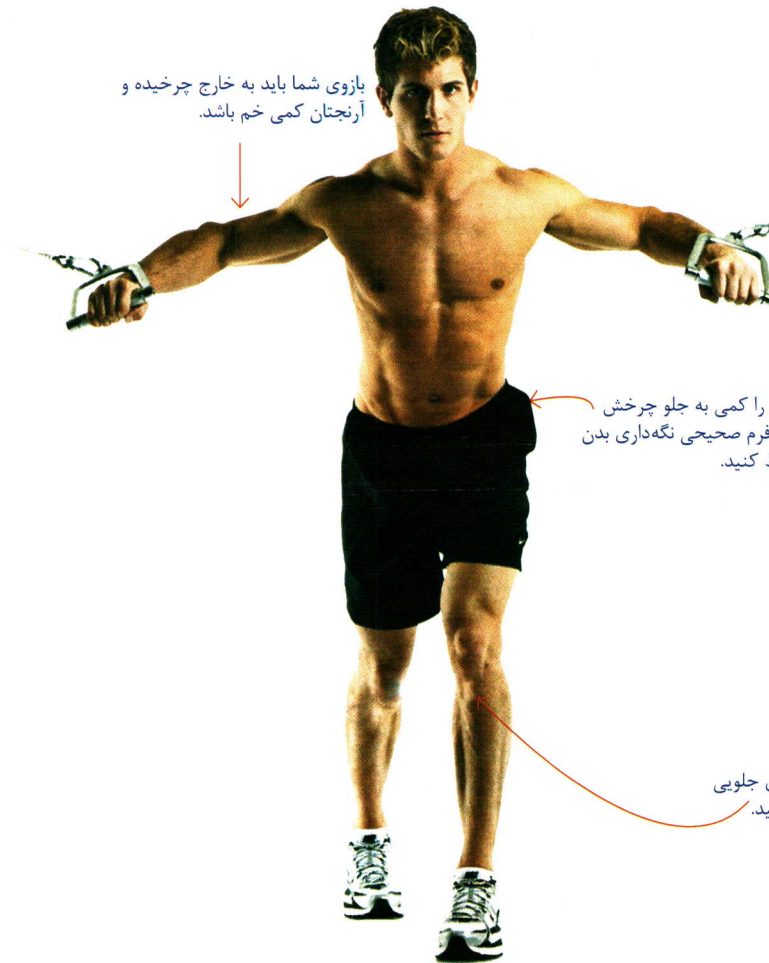 بازوی شما باید به خارج چرخیده و
آرنجتان کمی خم باشد.
را کمی به جلو چرخش
فرم صحیحی نگه‌داری بدن
کنید.
جلویی